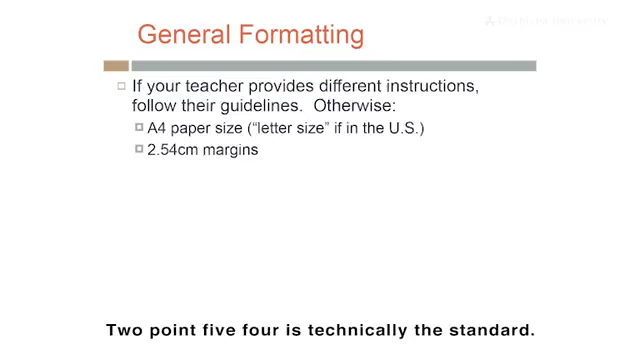 General Formatting
If your teacher provides different instructions,
follow their guidelines.  Otherwise:
A4 paper size (“letter size” if in the U.S.)
2.54cm margins
Two point five four is technically the standard.